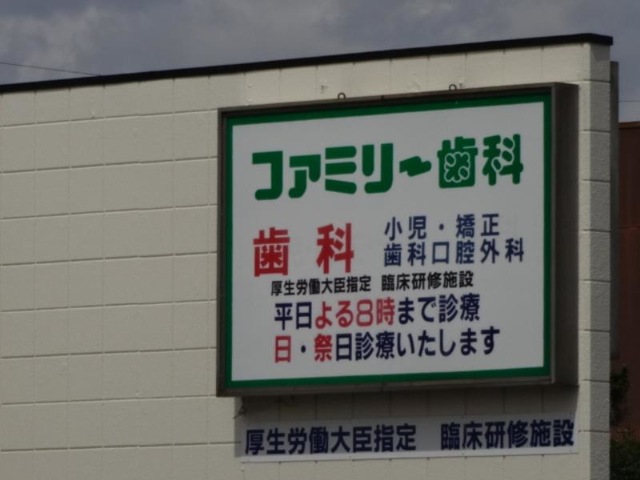 ファミリー歯科
歯科
小児・矯正
歯科口腔外科
厚生労働大臣指定 臨床研修施設
平日よる8時まで診療
日・祭日診療いたします
厚生労働大臣指定 臨床研修施設